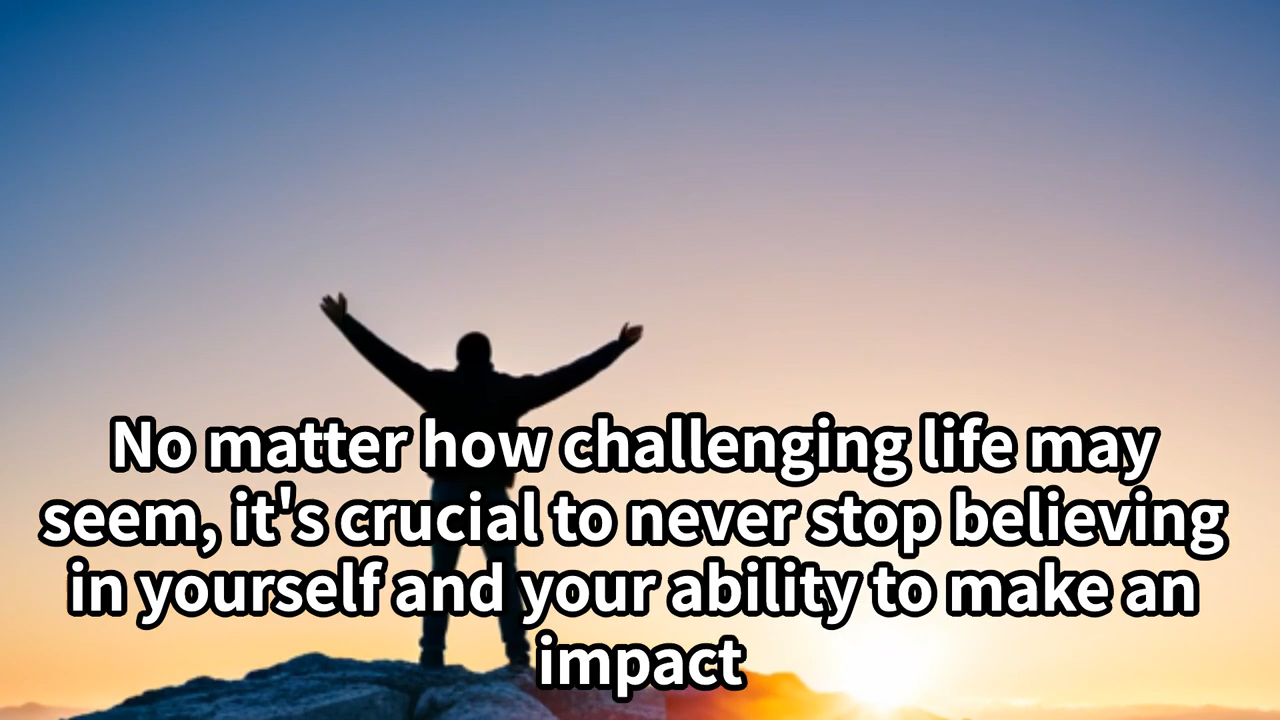 No matter how challenging life may
seem, it's crucial to never stop believing
in yourself and your ability to make an
impact